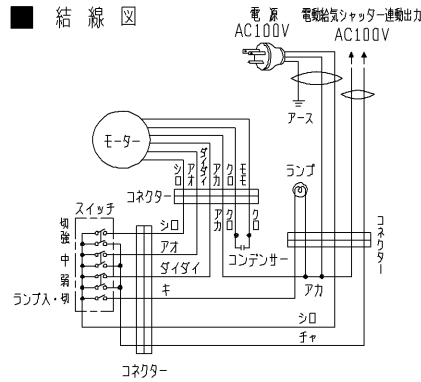 ■ 結線図
電源
AC100V
電動給気シャッター連動出力
AC100V
アース
モーター
シロ
アオ
ダイダイ
アカ
クロ
モモ
ランプ
コネクター
スイッチ
アカ
クロ
クロ
コネクター
切
強
中
弱
ランプ入・切
シロ
アオ
ダイダイ
キ
コンデンサー
アカ
シロ
チャ
コネクター